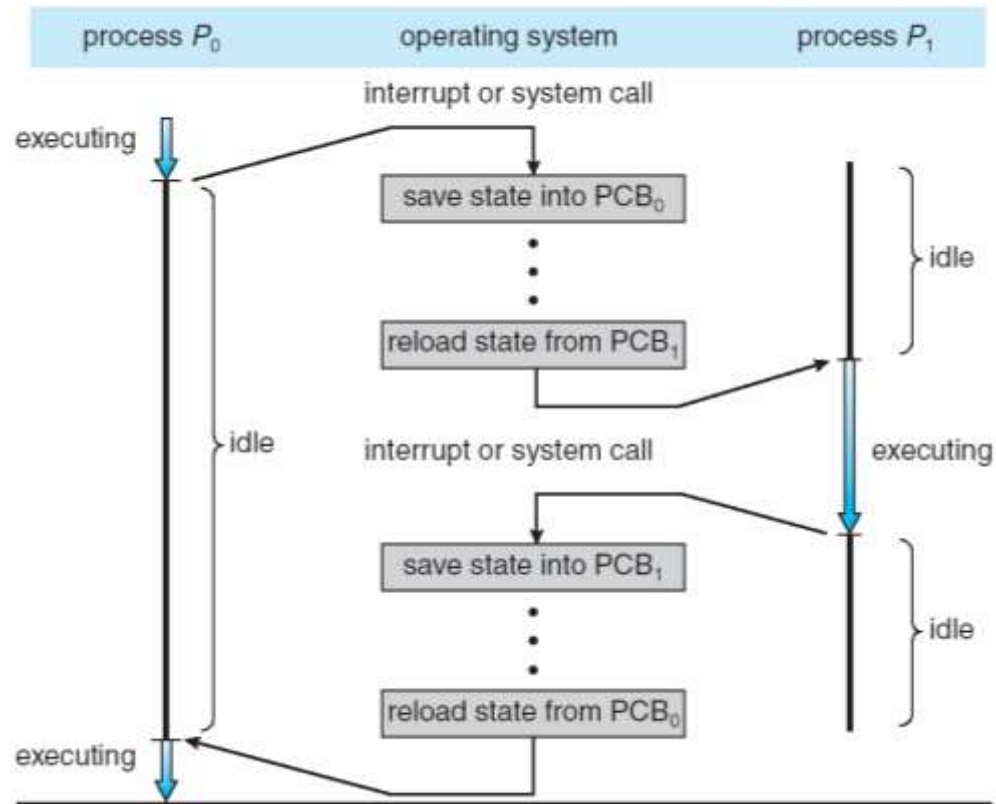 process P₀ operating system process P₁
interrupt or system call
executing
save state into PCB₀
idle
reload state from PCB₁
idle
interrupt or system call
executing
save state into PCB₁
idle
reload state from PCB₀
executing